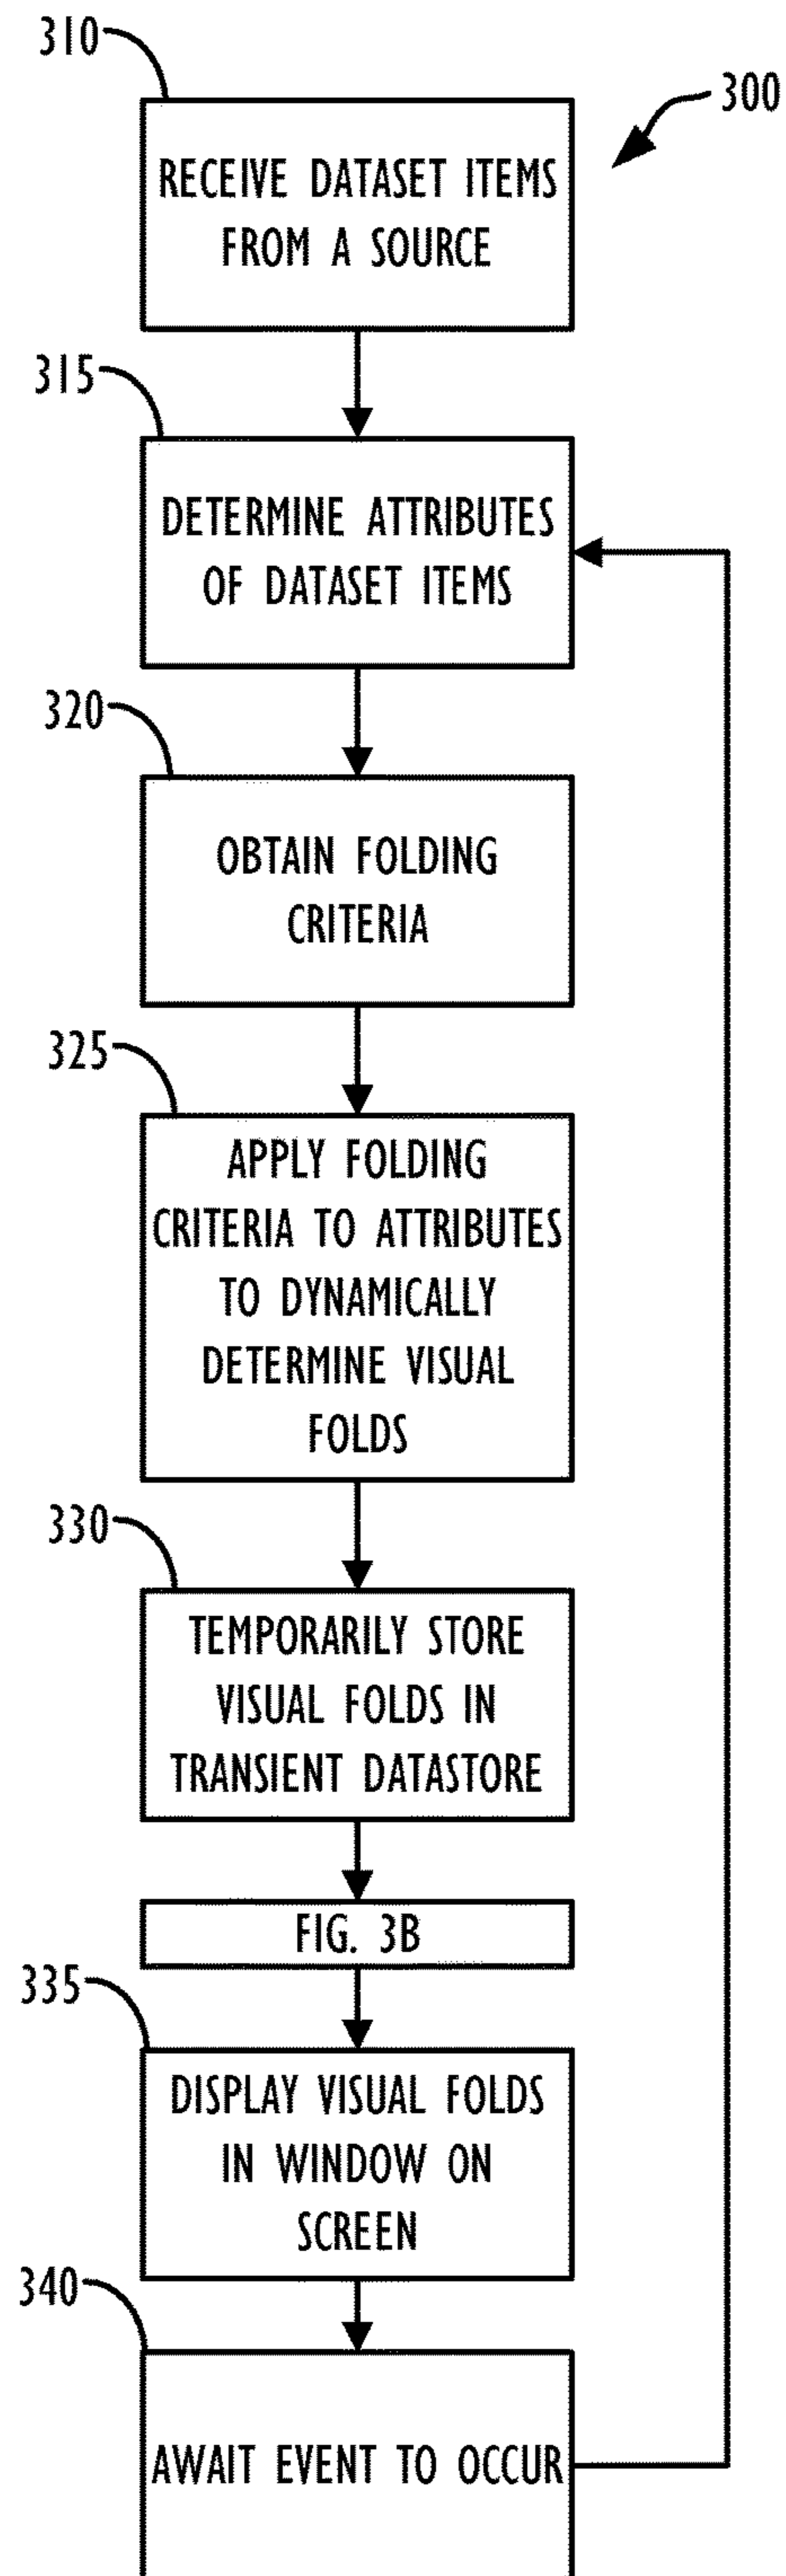 310
300
RECEIVE DATASET ITEMS
FROM A SOURCE
315
DETERMINE ATTRIBUTES
OF DATASET ITEMS
320
OBTAIN FOLDING
CRITERIA
325
APPLY FOLDING
CRITERIA TO ATTRIBUTES
TO DYNAMICALLY
DETERMINE VISUAL
FOLDS
330
TEMPORARILY STORE
VISUAL FOLDS IN
TRANSIENT DATASTORE
FIG. 3B
335
DISPLAY VISUAL FOLDS
IN WINDOW ON
SCREEN
340
AWAIT EVENT TO OCCUR